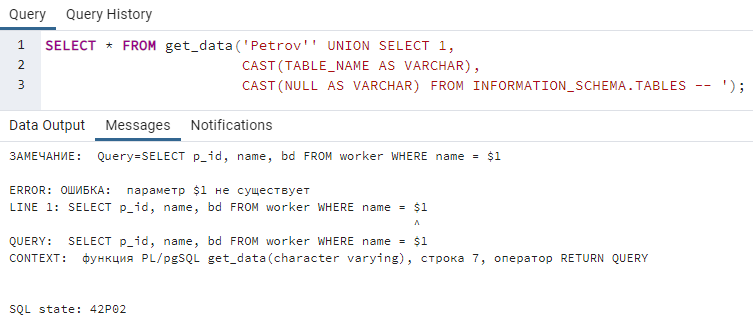 Query Query History
1 SELECT * FROM get_data('Petrov'' UNION SELECT 1,
2 CAST(TABLE_NAME AS VARCHAR),
3 CAST(NULL AS VARCHAR) FROM INFORMATION_SCHEMA.TABLES -- ');
Data Output Messages Notifications
ЗАМЕЧАНИЕ: Query=SELECT p_id, name, bd FROM worker WHERE name = $1
ERROR: ОШИБКА: параметр $1 не существует
LINE 1: SELECT p_id, name, bd FROM worker WHERE name = $1
^
QUERY: SELECT p_id, name, bd FROM worker WHERE name = $1
CONTEXT: функция PL/pgSQL get_data(character varying), строка 7, оператор RETURN QUERY
SQL state: 42P02